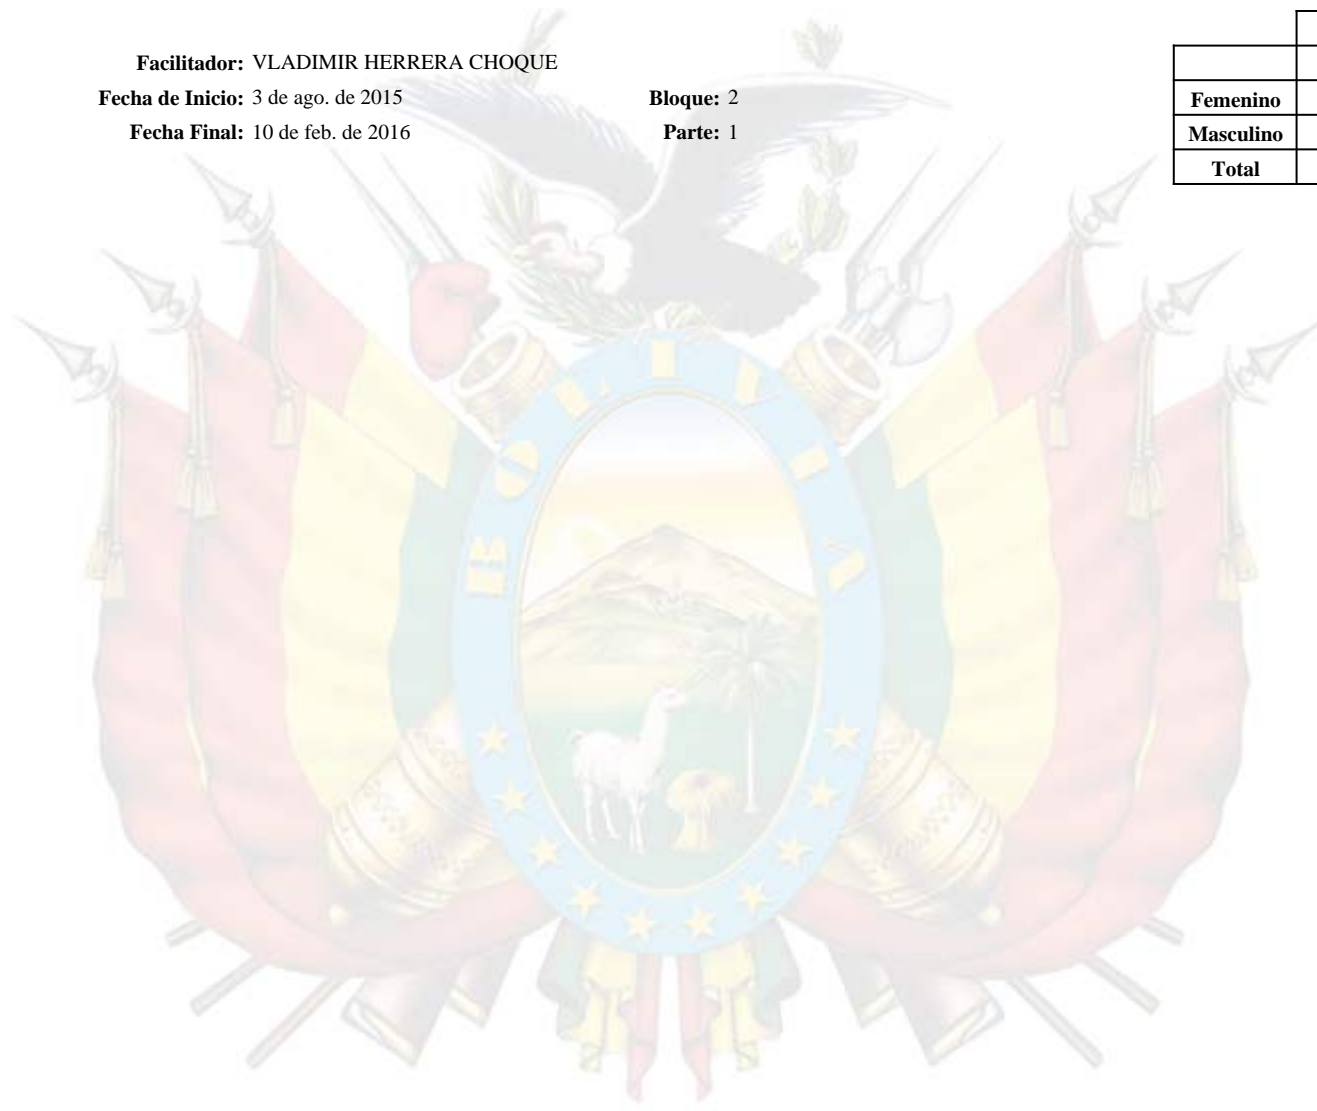 Facilitador: VLADIMIR HERRERA CHOQUE
Fecha de Inicio: 3 de ago. de 2015 Bloque: 2
Fecha Final: 10 de feb. de 2016 Parte: 1
Femenino
Masculino
Total
BOLIVIA